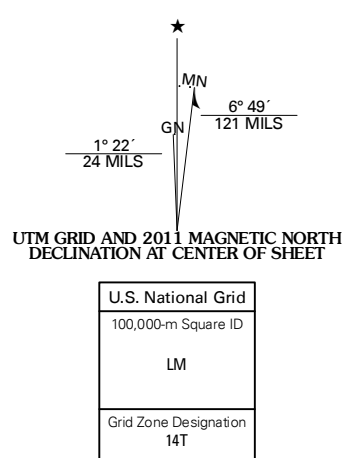 ★
MN
GN
6° 49´
121 MILS
1° 22´
24 MILS
UTM GRID AND 2011 MAGNETIC NORTH
DECLINATION AT CENTER OF SHEET
U.S. National Grid
100,000-m Square ID
LM
Grid Zone Designation
14T